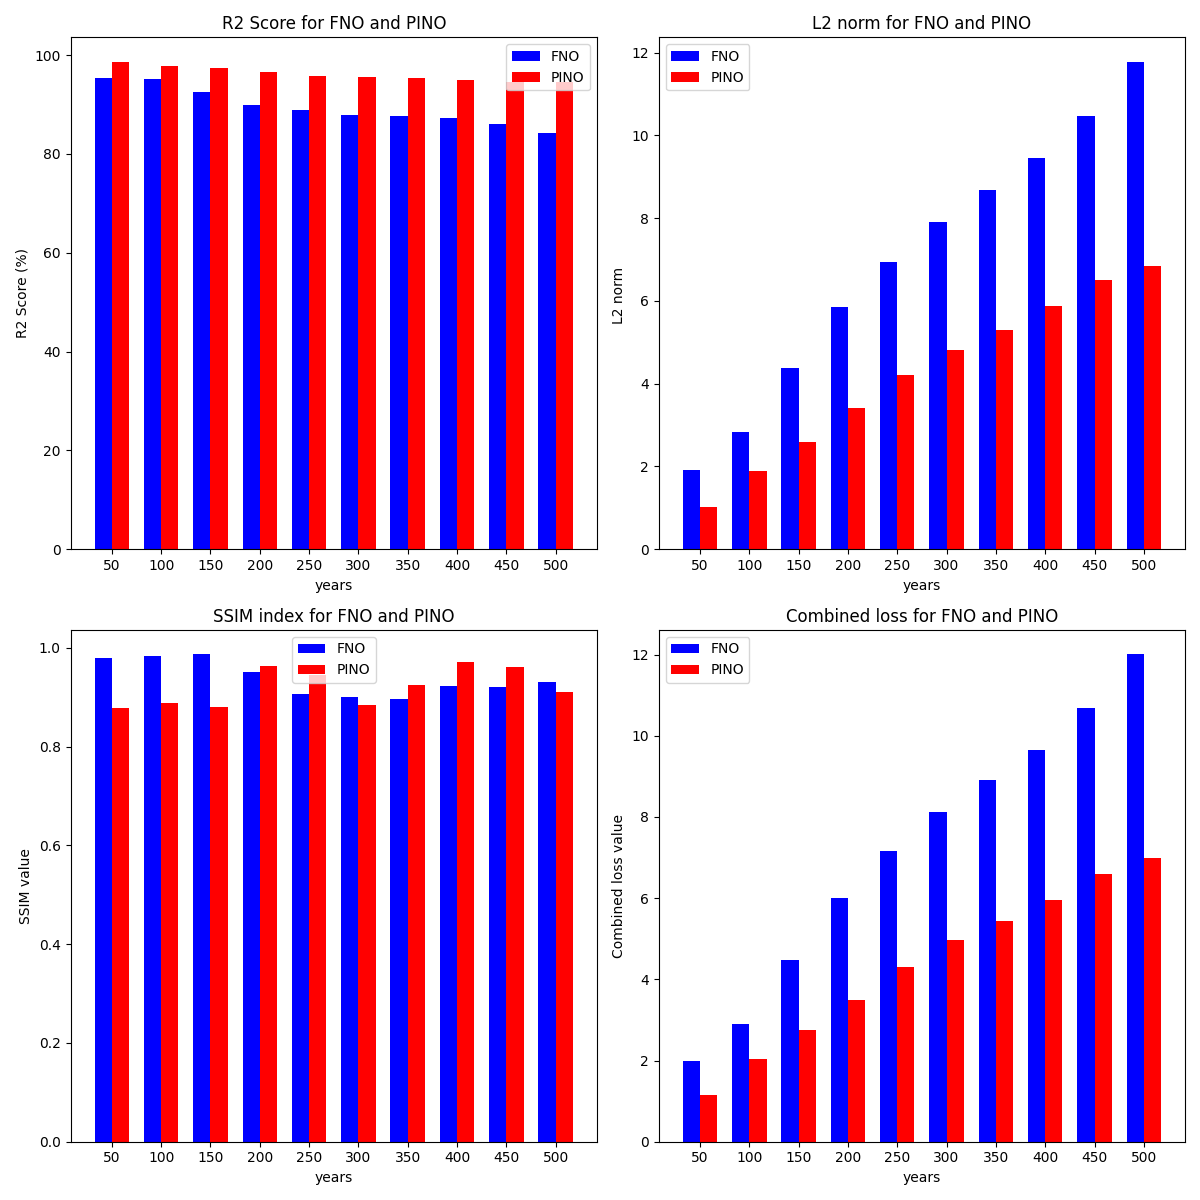 R2 Score for FNO and PINO
FNO
PINO
R2 Score (%)
100
80
60
40
20
0
50 100 150 200 250 300 350 400 450 500
years
L2 norm for FNO and PINO
FNO
PINO
L2 norm
12
10
8
6
4
2
0
50 100 150 200 250 300 350 400 450 500
years
SSIM index for FNO and PINO
FNO
PINO
SSIM value
1.0
0.8
0.6
0.4
0.2
0.0
50 100 150 200 250 300 350 400 450 500
years
Combined loss for FNO and PINO
FNO
PINO
Combined loss value
12
10
8
6
4
2
0
50 100 150 200 250 300 350 400 450 500
years